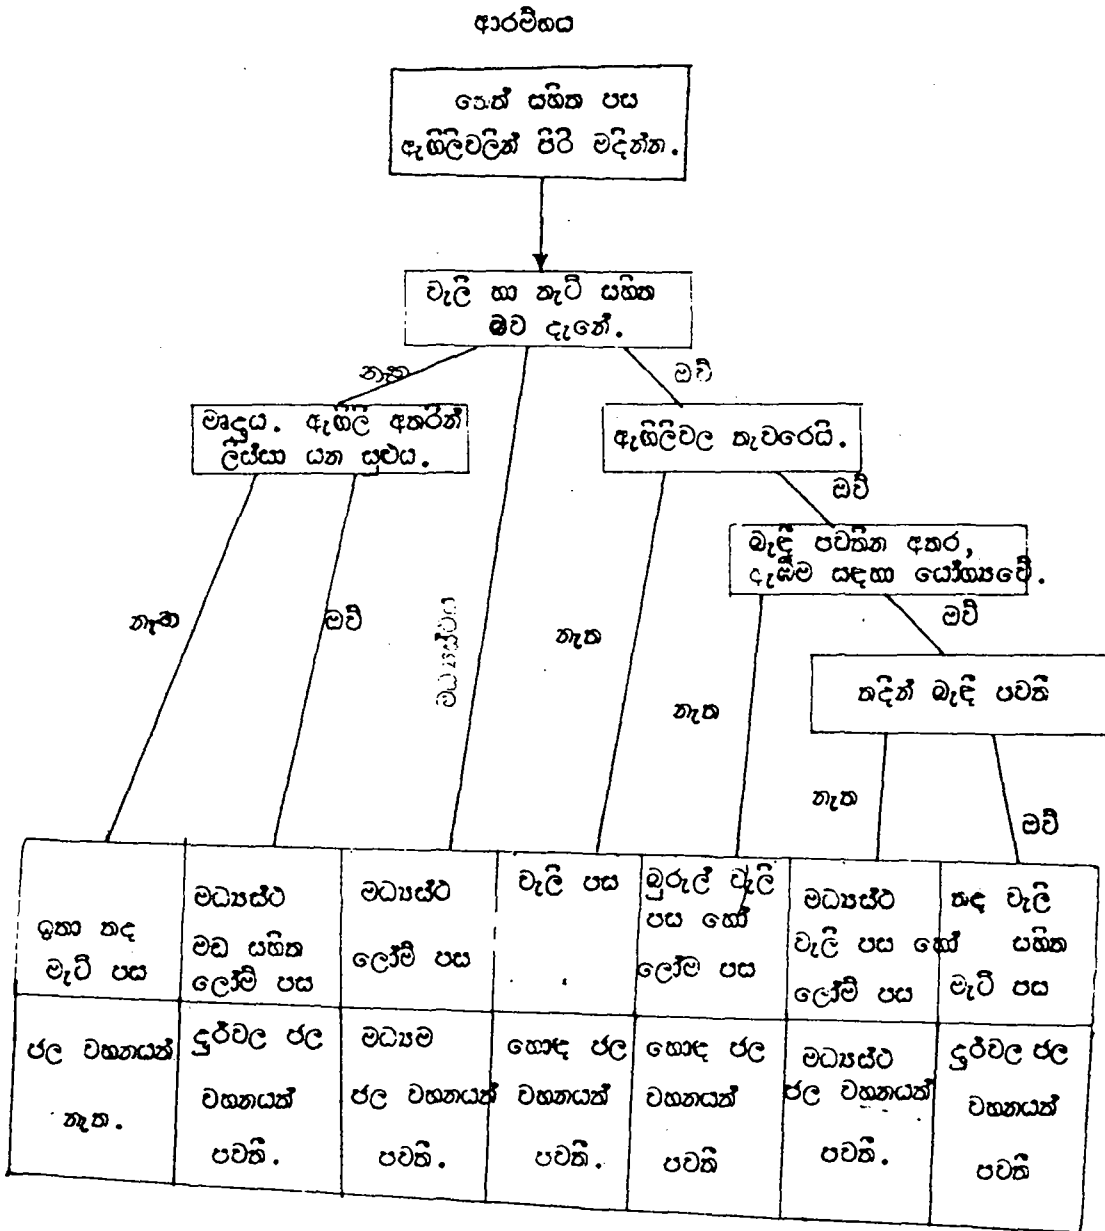 ආරම්භය
තෙත් සහිත පස
ඇඟිලිවලින් පිරි මදින්න.
වැලි හා කැට සහිත
බව දැනේ.
නැත
ඔව්
මෘදුය. ඇඟිලි අතරින්
ලිස්සා යන සුළුය.
ඇඟිලිවල තැවරෙයි.
ඔව්
බැඳී පවතින අතර,
දැඹීම සඳහා යෝග්‍යවේ.
නැත
ඔව්
මධ්‍යස්ථය
නැත
ඔව්
තදින් බැඳී පවතී
නැත
නැත
ඔව්
ඉතා තද
මැටි පස
මධ්‍යස්ථ
මඩ සහිත
ලෝම් පස
මධ්‍යස්ථ
ලෝම් පස
වැලි පස
බුරුල් වැලි
පස හෝ
ලෝම පස
මධ්‍යස්ථ
වැලි පස හෝ
ලෝම් පස
තද වැලි
සහිත
මැටි පස
ජල වහනයක්
නැත.
දුර්වල ජල
වහනයක්
පවතී.
මධ්‍යම
ජල වහනයක්
පවතී.
හොඳ ජල
වහනයක්
පවතී.
හොඳ ජල
වහනයක්
පවතී
මධ්‍යස්ථ
ජල වහනයක්
පවතී.
දුර්වල ජල
වහනයක්
පවතී